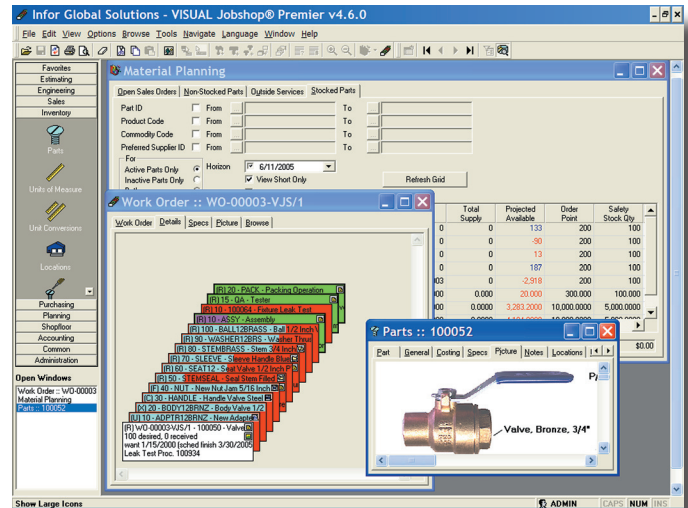 Infor Global Solutions - VISUAL Jobshop® Premier v4.6.0
File Edit View Options Browse Tools Navigate Language Window Help
Favorites
Estimating
Engineering
Sales
Inventory
Parts
Units of Measure
Unit Conversions
Locations
Purchasing
Planning
Shopfloor
Accounting
Common
Administration
Open Windows
Work Order :: WO-00003
Material Planning
Parts :: 100052
Material Planning
Open Sales Orders Non-Stocked Parts Outside Services Stocked Parts
Part ID From To
Product Code From To
Commodity Code From To
Preferred Supplier ID From To
For
Active Parts Only
Inactive Parts Only
Horizon 6/11/2005
View Short Only
Refresh Grid
Total Supply Projected Available Order Point Safety Stock Qty
0 0 133 200 100
0 0 -90 200 100
0 0 13 200 100
0 0 187 200 100
003 0 -2,918 200 100
000 0.000 20.000 300.000 100.000
0.0000 3,283.2000 10,000.0000 5,000.0000
$0.00
Work Order :: WO-00003-VJS/1
Work Order Details Specs Picture Browse
(R) 20 - PACK - Packing Operation
(R) 15 - QA - Tester
(R) 10 - 100064 - Fixture Leak Test
(R) 10 - ASSY - Assembly
(R) 100 - BALL12BRASS - Ball 1/2 Inch
(R) 90 - WASHER12BRS - Washer Thrus
(R) 80 - STEMBRASS - Stem 3/4 Inch
(R) 70 - SLEEVE - Sleeve Handle Blue
(R) 60 - SEAT12 - Seat Valve 1/2 Inch P
(R) 50 - STEMSEAL - Seal Stem Filled
(F) 40 - NUT - New Nut Jam 5/16 Inch
(C) 30 - HANDLE - Handle Valve Steel
(X) 20 - BODY12BRNZ - Body Valve 1/2
(U) 10 - ADPTR12BRNZ - New Adapte
(R) WO-00003-VJS/1 - 100050 - Valve
100 desired, 0 received
want 1/15/2000 (sched finish 3/30/2005
Leak Test Proc. 100934
Parts :: 100052
Part General Costing Specs Picture Notes Locations
Valve, Bronze, 3/4"
Show Large Icons ADMIN CAPS NUM INS